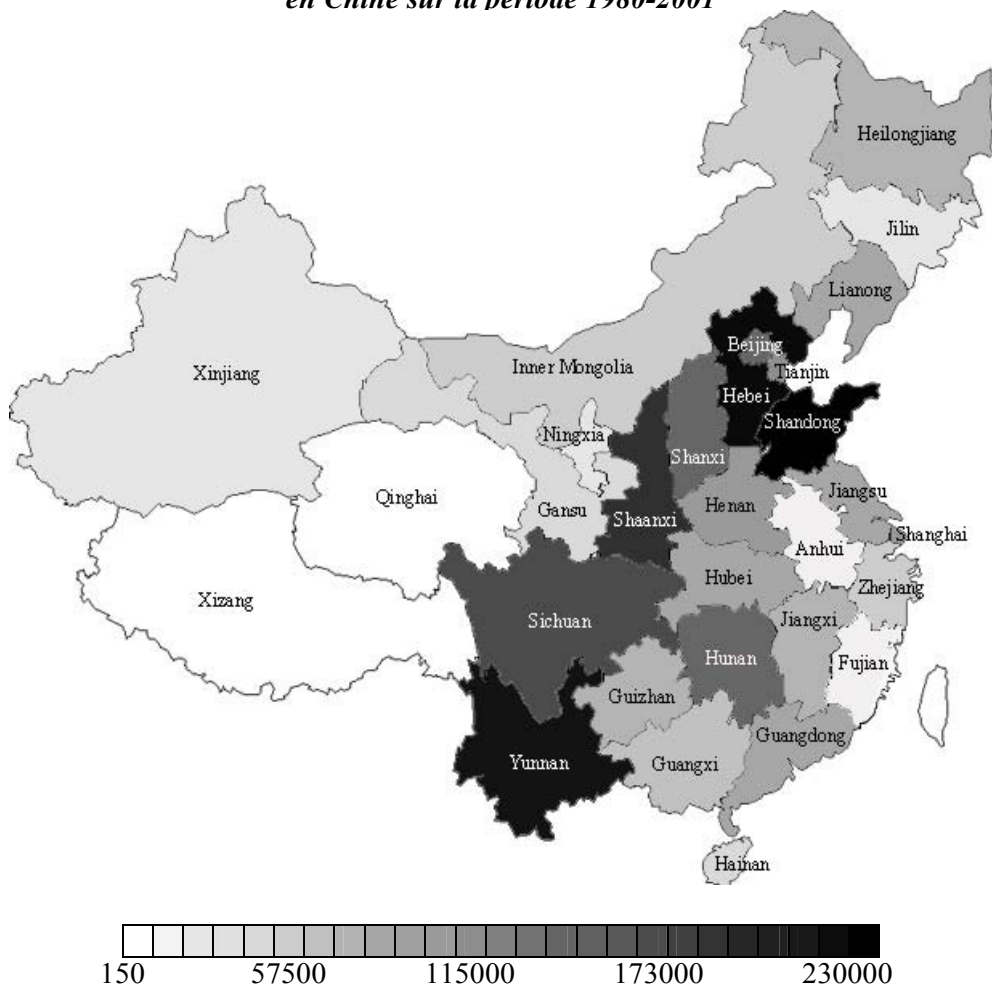 en Chine sur la période 1980-2001
Heilongjiang
Jilin
Lianong
Beijing
Inner Mongolia
Tianjin
Xinjiang
Hebei
Shandong
Ningxia
Shanxi
Qinghai
Jiangsu
Henan
Gansu
Shaanxi
Shanghai
Anhui
Hubei
Zhejiang
Xizang
Sichuan
Jiangxi
Hunan
Fujian
Guizhan
Guangdong
Yunnan
Guangxi
Hainan
150 57500 115000 173000 230000